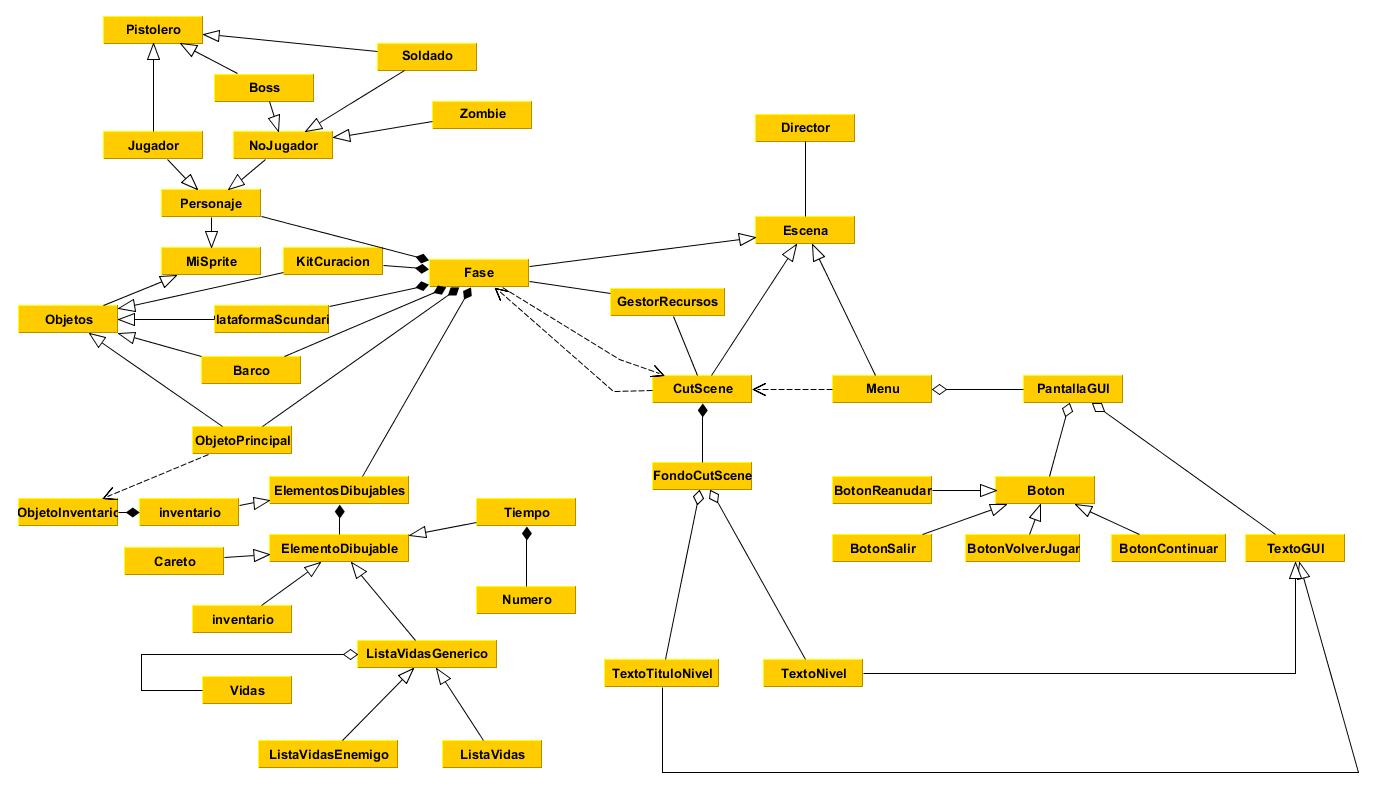 Pistolero
Soldado
Boss
Zombie
Director
Jugador
NoJugador
Personaje
Escena
MiSprite
KitCuracion
Fase
GestorRecursos
Objetos
lataformaScundari
Barco
CutScene
Menu
PantallaGUI
ObjetoPrincipal
FondoCutScene
ElementosDibujables
BotonReanudar
Boton
ObjetoInventario
inventario
Tiempo
ElementoDibujable
BotonSalir
BotonVolverJugar
BotonContinuar
TextoGUI
Careto
Numero
inventario
ListaVidasGenerico
TextoTituloNivel
TextoNivel
Vidas
ListaVidasEnemigo
ListaVidas